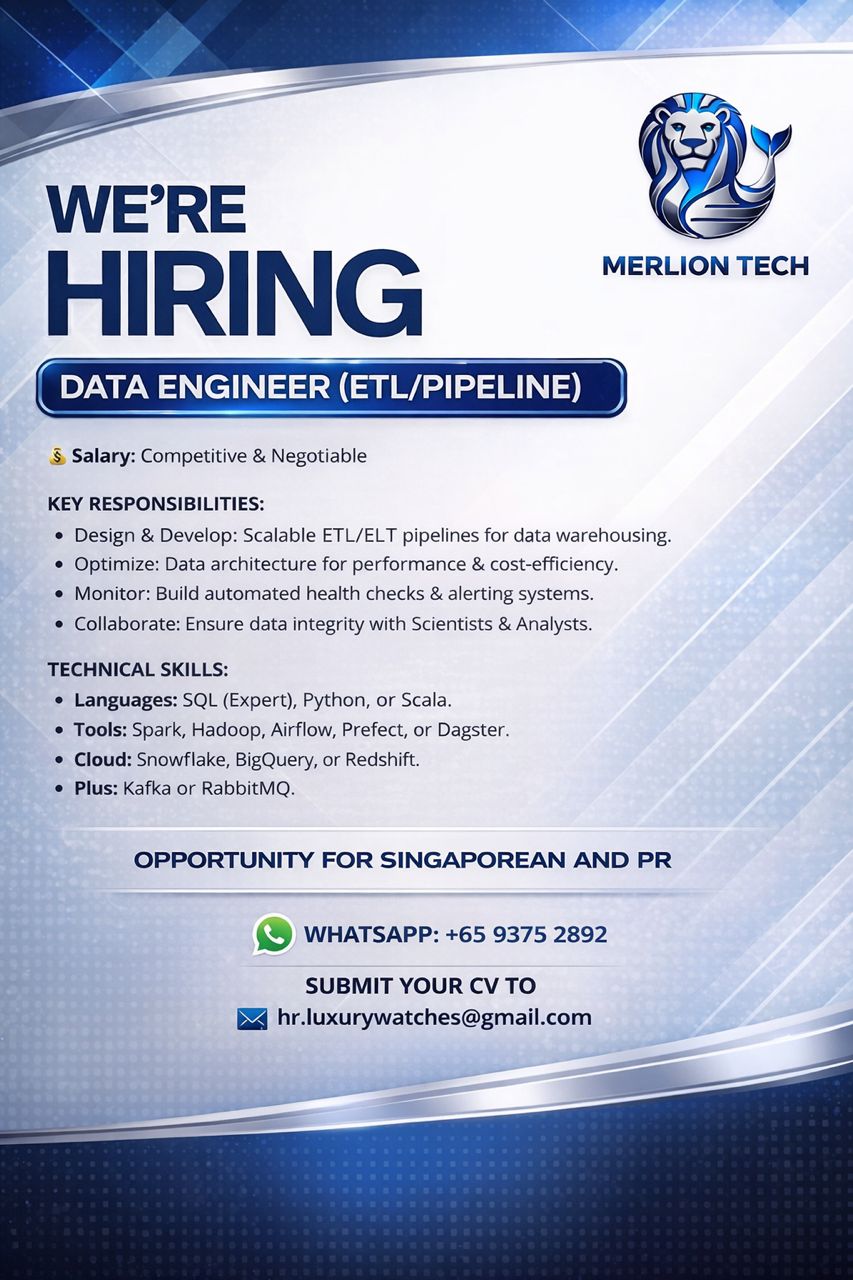 MERLION TECH
WE'RE
HIRING
DATA ENGINEER (ETL/PIPELINE)
💰 Salary: Competitive & Negotiable
KEY RESPONSIBILITIES:
• Design & Develop: Scalable ETL/ELT pipelines for data warehousing.
• Optimize: Data architecture for performance & cost-efficiency.
• Monitor: Build automated health checks & alerting systems.
• Collaborate: Ensure data integrity with Scientists & Analysts.
TECHNICAL SKILLS:
• Languages: SQL (Expert), Python, or Scala.
• Tools: Spark, Hadoop, Airflow, Prefect, or Dagster.
• Cloud: Snowflake, BigQuery, or Redshift.
• Plus: Kafka or RabbitMQ.
OPPORTUNITY FOR SINGAPOREAN AND PR
WHATSAPP: +65 9375 2892
SUBMIT YOUR CV TO
hr.luxurywatches@gmail.com